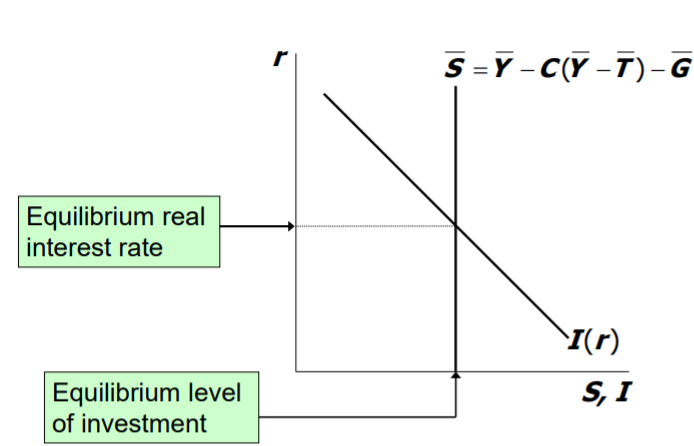 r
S̅ = Y̅ – C(Y̅ – T̅) – G̅
Equilibrium real
interest rate
I(r)
S, I
Equilibrium level
of investment